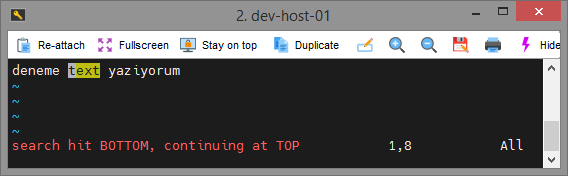 2. dev-host-01
Re-attach Fullscreen Stay on top Duplicate Hide
deneme text yaziyorum
~
~
~
~
search hit BOTTOM, continuing at TOP 1,8 All